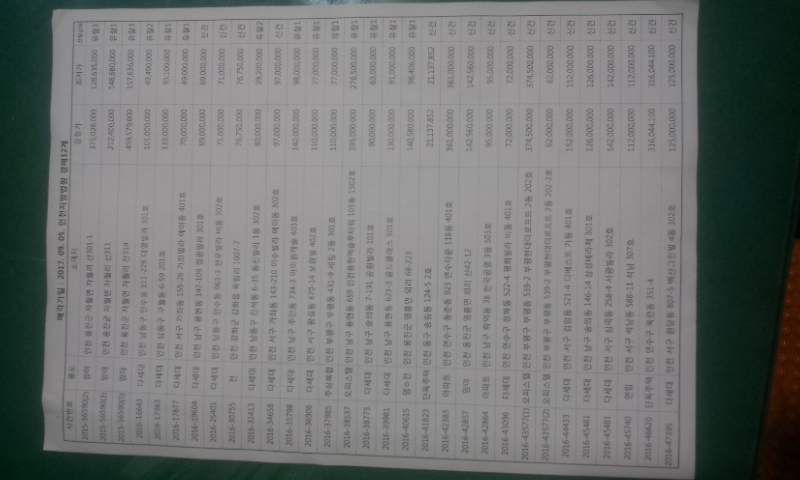 매각기일 : 2017. 09. 05. 인천지방법원 경매12계
사건번호 용도 소재지 감정가 최저가 진행상태
2015-56590(2) 임야 인천 옹진군 자월면 자월리 산301-1 375,028,000 128,635,000 유찰3
2015-56590(3) 임야 인천 옹진군 자월면 자월리 산311 212,400,000 148,680,000 유찰1
2015-56590(5) 임야 인천 옹진군 자월면 자월리 산314 459,579,600 157,636,000 유찰3
2016-16643 다세대 인천 남동구 만수동 111-228 태영빌라 301호 101,000,000 49,490,000 유찰2
2016-17363 다세대 인천 남동구 구월동 6-59 201호 133,000,000 93,100,000 유찰1
2016-17677 다세대 인천 서구 가좌동 155-26 가좌빌라 에이동 401호 70,000,000 49,000,000 유찰1
2016-19604 다세대 인천 남구 용현동 147-109 정광빌라 301호 69,000,000 69,000,000 신건
2016-25401 다세대 인천 남동구 만수동 963-1 한우빌라 비동 302호 71,000,000 71,000,000 신건
2016-30755 전 인천 강화군 강화읍 옥림리 1007-7 76,750,000 76,750,000 신건
2016-31413 다세대 인천 남동구 간석동 6-35 동신빌라 1동 302호 80,000,000 39,200,000 유찰2
2016-34658 다세대 인천 서구 가좌동 143-210 이수빌라 에이동 302호 97,000,000 97,000,000 신건
2016-35798 다세대 인천 남구 주안동 734-3 아이원캐슬 403호 140,000,000 98,000,000 유찰1
2016-36906 다세대 인천 서구 왕길동 670-14 보람빌 402호 110,000,000 77,000,000 유찰1
2016-37985 주상복합 인천 부평구 부평동 431-9 세림 2동 301호 110,000,000 77,000,000 유찰1
2016-38537 오피스텔 인천 남구 용현동 659 인천용현엑슬루타워 105동 1502호 395,000,000 276,500,000 유찰1
2016-38773 다세대 인천 남구 숭의동 7-191 공원빌라 101호 90,000,000 63,000,000 유찰1
2016-39981 다세대 인천 남구 용현동 623-3 골드클래스 501호 130,000,000 91,000,000 유찰1
2016-40615 염ㅇ전 인천 옹진군 영흥면 외리 68-223 140,580,000 98,406,000 유찰1
2016-41823 단독주택 인천 동구 송림동 124-5 2호 21,137,852 21,137,852 신건
2016-42383 아파트 인천 연수구 동춘동 923 연수하운 116동 401호 361,000,000 361,000,000 신건
2016-42857 임야 인천 옹진군 영흥면 외리 산42-12 142,560,000 142,560,000 신건
2016-42864 아파트 인천 남구 학익동 38 한국공영 3동 503호 95,000,000 95,000,000 신건
2016-43096 다세대 인천 연수구 청학동 522-4 평화빌라 비동 401호 72,000,000 72,000,000 신건
2016-43577(1) 오피스텔 인천 부평구 부평동 539-2 부평현대더로프트 2동 202호 374,500,000 374,500,000 신건
2016-43577(2) 오피스텔 인천 부평구 부평동 539-2 부평현대더로프트 2동 202-2호 62,000,000 62,000,000 신건
2016-44433 다세대 인천 서구 검암동 521-4 더베스트 가동 401호 152,000,000 152,000,000 신건
2016-45481 다세대 인천 남구 숭의동 146-14 삼성테라채 301호 126,000,000 126,000,000 신건
2016-45481 다세대 인천 서구 심곡동 258-4 서광빌라 302호 142,000,000 142,000,000 신건
2016-45740 연립 인천 서구 석남동 588-11 석남 307호 112,000,000 112,000,000 신건
2016-46620 단독주택 인천 연수구 옥련동 351-4 316,044,100 316,044,100 신건
2016-47395 다세대 인천 서구 원당동 807-5 백산그린빌 4동 302호 125,000,000 125,000,000 신건